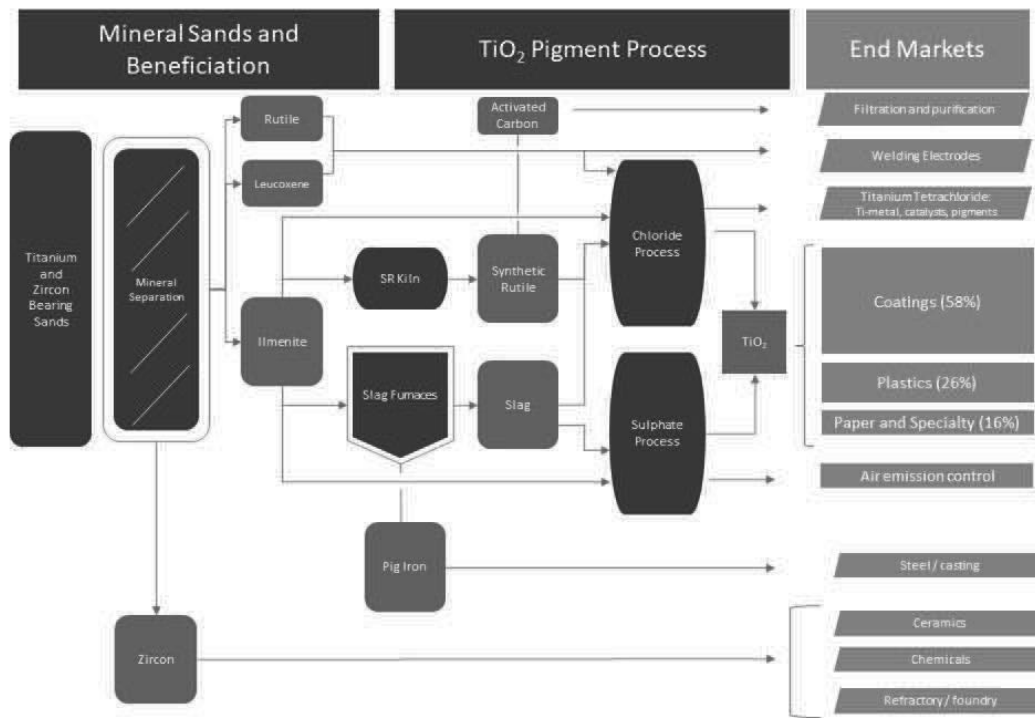 Mineral Sands and
Beneficiation
TiO₂ Pigment Process
End Markets
Titanium
and
Zircon
Bearing
Sands
Mineral
Separation
Rutile
Leucoxene
Ilmenite
Zircon
SR Kiln
Slag Furnaces
Pig Iron
Activated
Carbon
Synthetic
Rutile
Slag
Chloride
Process
Sulphate
Process
TiO₂
Filtration and purification
Welding Electrodes
Titanium Tetrachloride:
Ti-metal, catalysts, pigments
Coatings (58%)
Plastics (26%)
Paper and Specialty (16%)
Air emission control
Steel / casting
Ceramics
Chemicals
Refractory / foundry